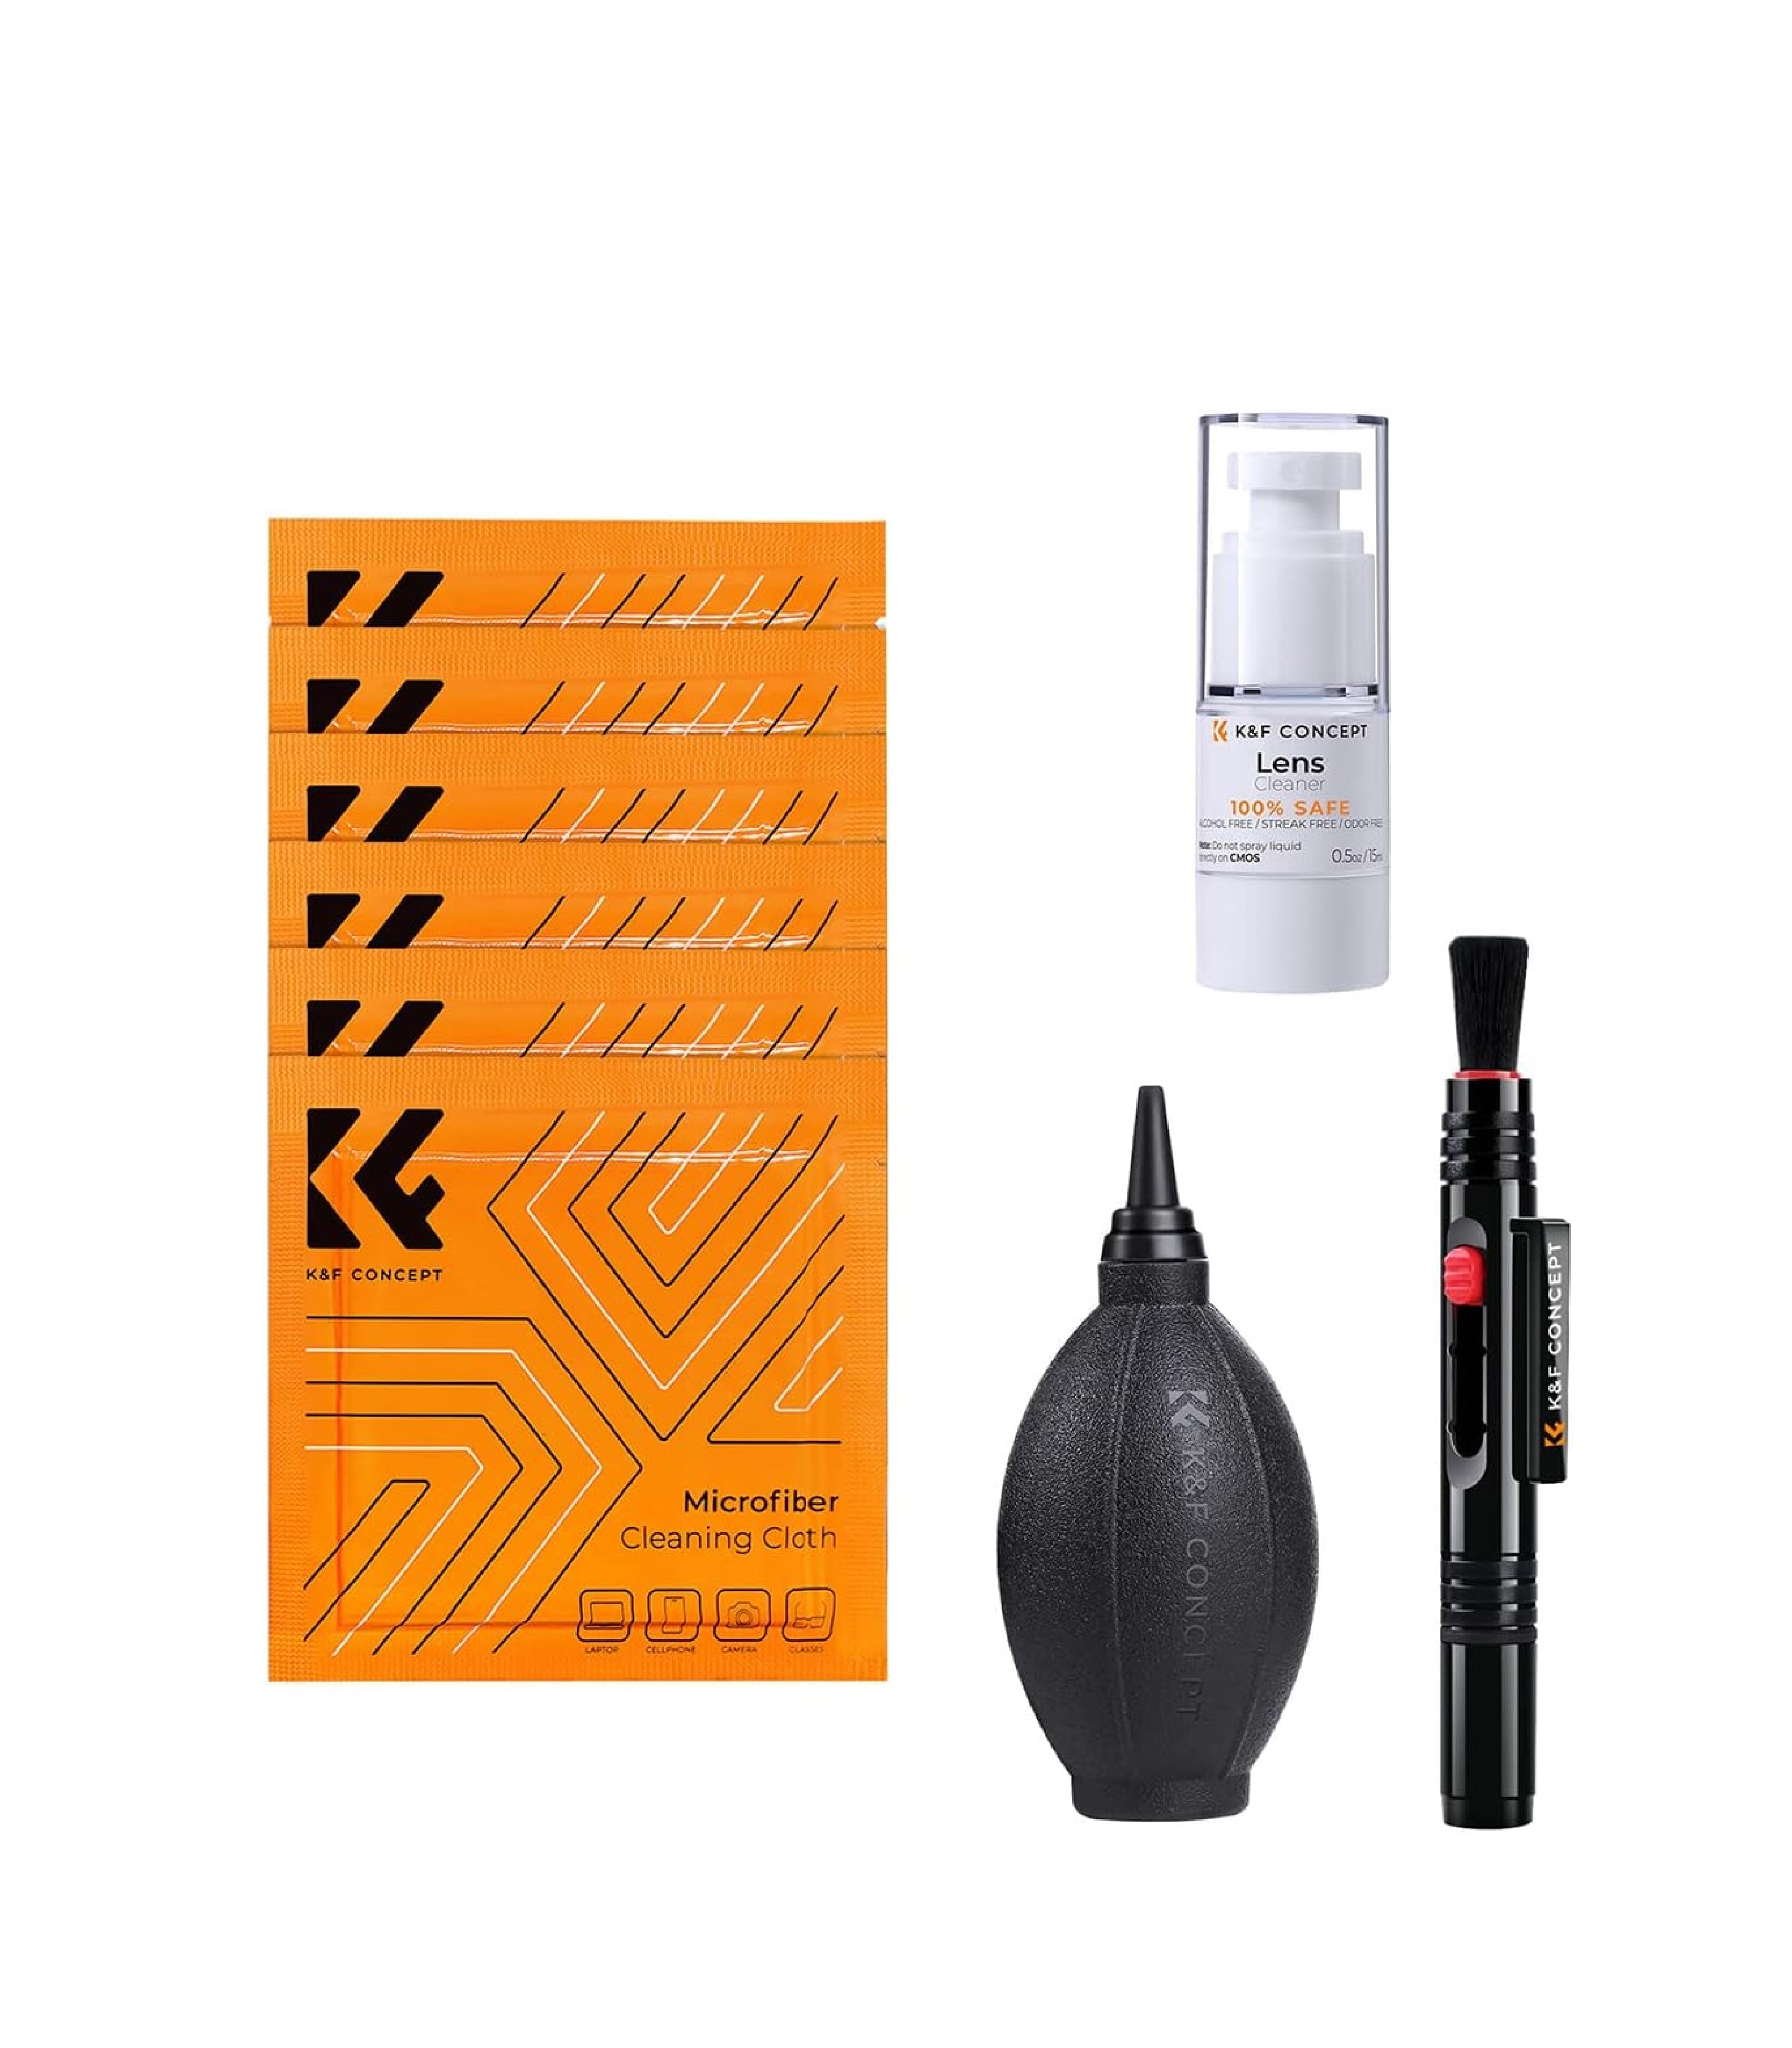 K&F CONCEPT
Microfiber
Cleaning Cloth
LAPTOP
CELLPHONE
CAMERA
GLASSES
K&F CONCEPT
Lens
Cleaner
100% SAFE
ALCOHOL FREE / STREAK FREE / ODOR FREE
Note: Do not spray liquid
directly on CMOS
0.5oz / 15ml
K&F CONCEPT
K&F CONCEPT